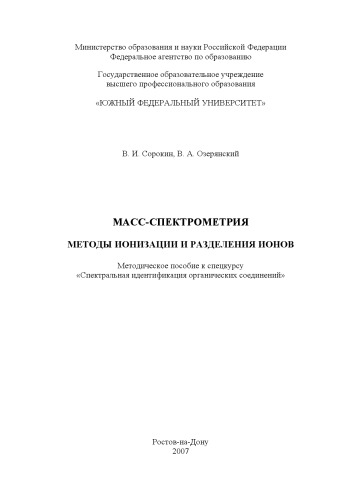 Министерство образования и науки Российской Федерации
Федеральное агентство по образованию
Государственное образовательное учреждение
высшего профессионального образования
«ЮЖНЫЙ ФЕДЕРАЛЬНЫЙ УНИВЕРСИТЕТ»
В. И. Сорокин, В. А. Озерянский
МАСС-СПЕКТРОМЕТРИЯ
МЕТОДЫ ИОНИЗАЦИИ И РАЗДЕЛЕНИЯ ИОНОВ
Методическое пособие к спецкурсу
«Спектральная идентификация органических соединений»
Ростов-на-Дону
2007